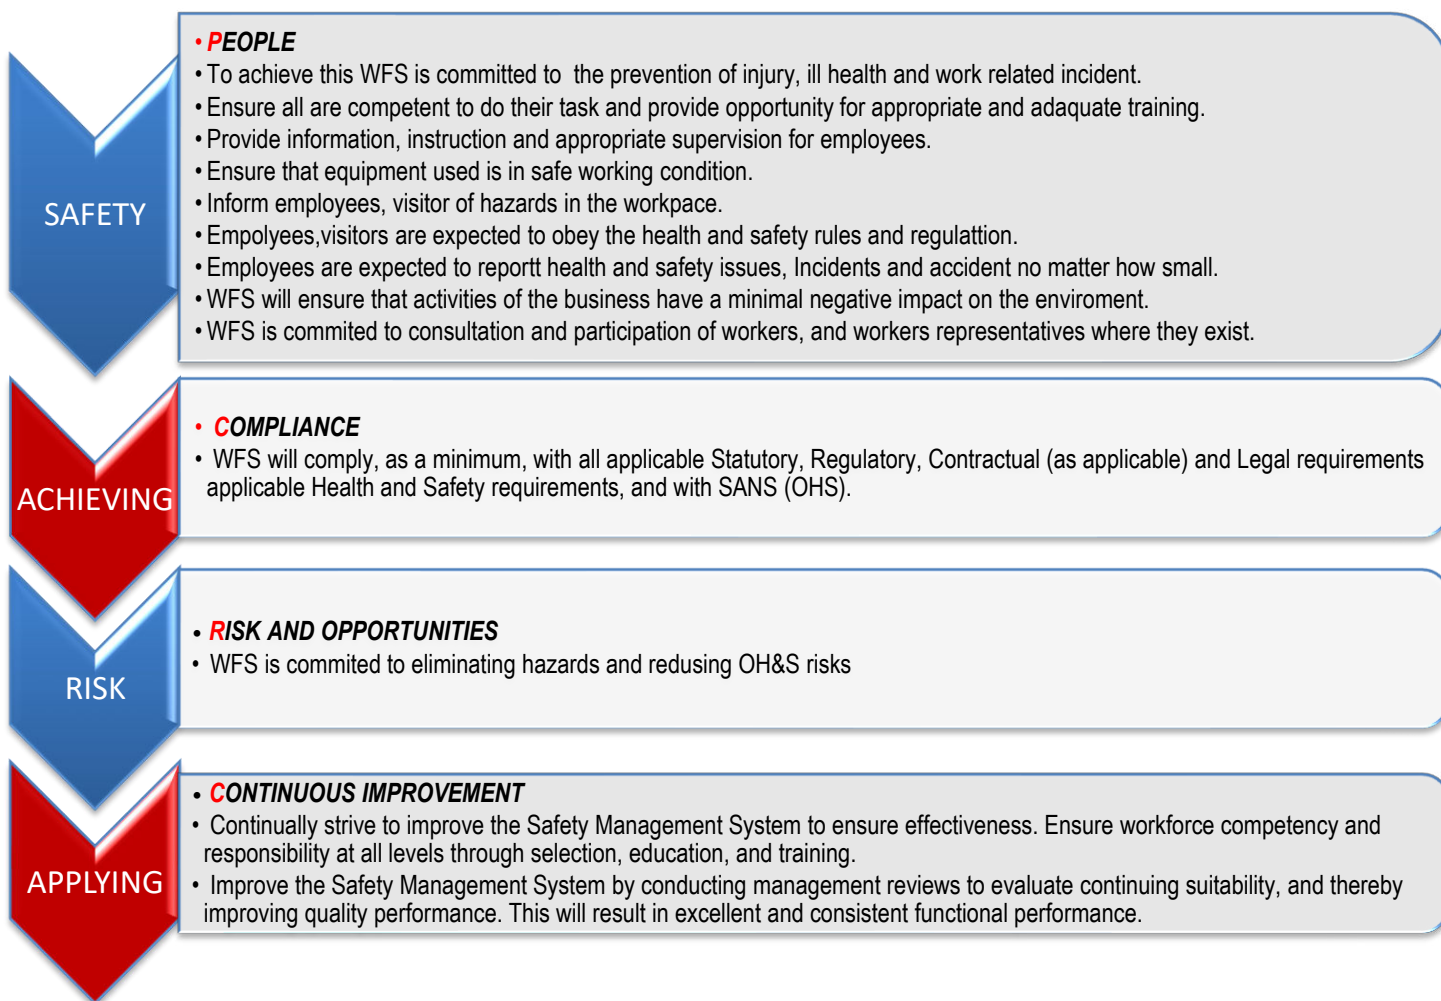 SAFETY
• PEOPLE
• To achieve this WFS is committed to  the prevention of injury, ill health and work related incident.
• Ensure all are competent to do their task and provide opportunity for appropriate and adaquate training.
• Provide information, instruction and appropriate supervision for employees.
• Ensure that equipment used is in safe working condition.
• Inform employees, visitor of hazards in the workpace.
• Empolyees,visitors are expected to obey the health and safety rules and regulattion.
• Employees are expected to reportt health and safety issues, Incidents and accident no matter how small.
• WFS will ensure that activities of the business have a minimal negative impact on the enviroment.
• WFS is commited to consultation and participation of workers, and workers representatives where they exist.
ACHIEVING
• COMPLIANCE
• WFS will comply, as a minimum, with all applicable Statutory, Regulatory, Contractual (as applicable) and Legal requirements
applicable Health and Safety requirements, and with SANS (OHS).
RISK
• RISK AND OPPORTUNITIES
• WFS is commited to eliminating hazards and redusing OH&S risks
APPLYING
• CONTINUOUS IMPROVEMENT
• Continually strive to improve the Safety Management System to ensure effectiveness. Ensure workforce competency and
responsibility at all levels through selection, education, and training.
• Improve the Safety Management System by conducting management reviews to evaluate continuing suitability, and thereby
improving quality performance. This will result in excellent and consistent functional performance.